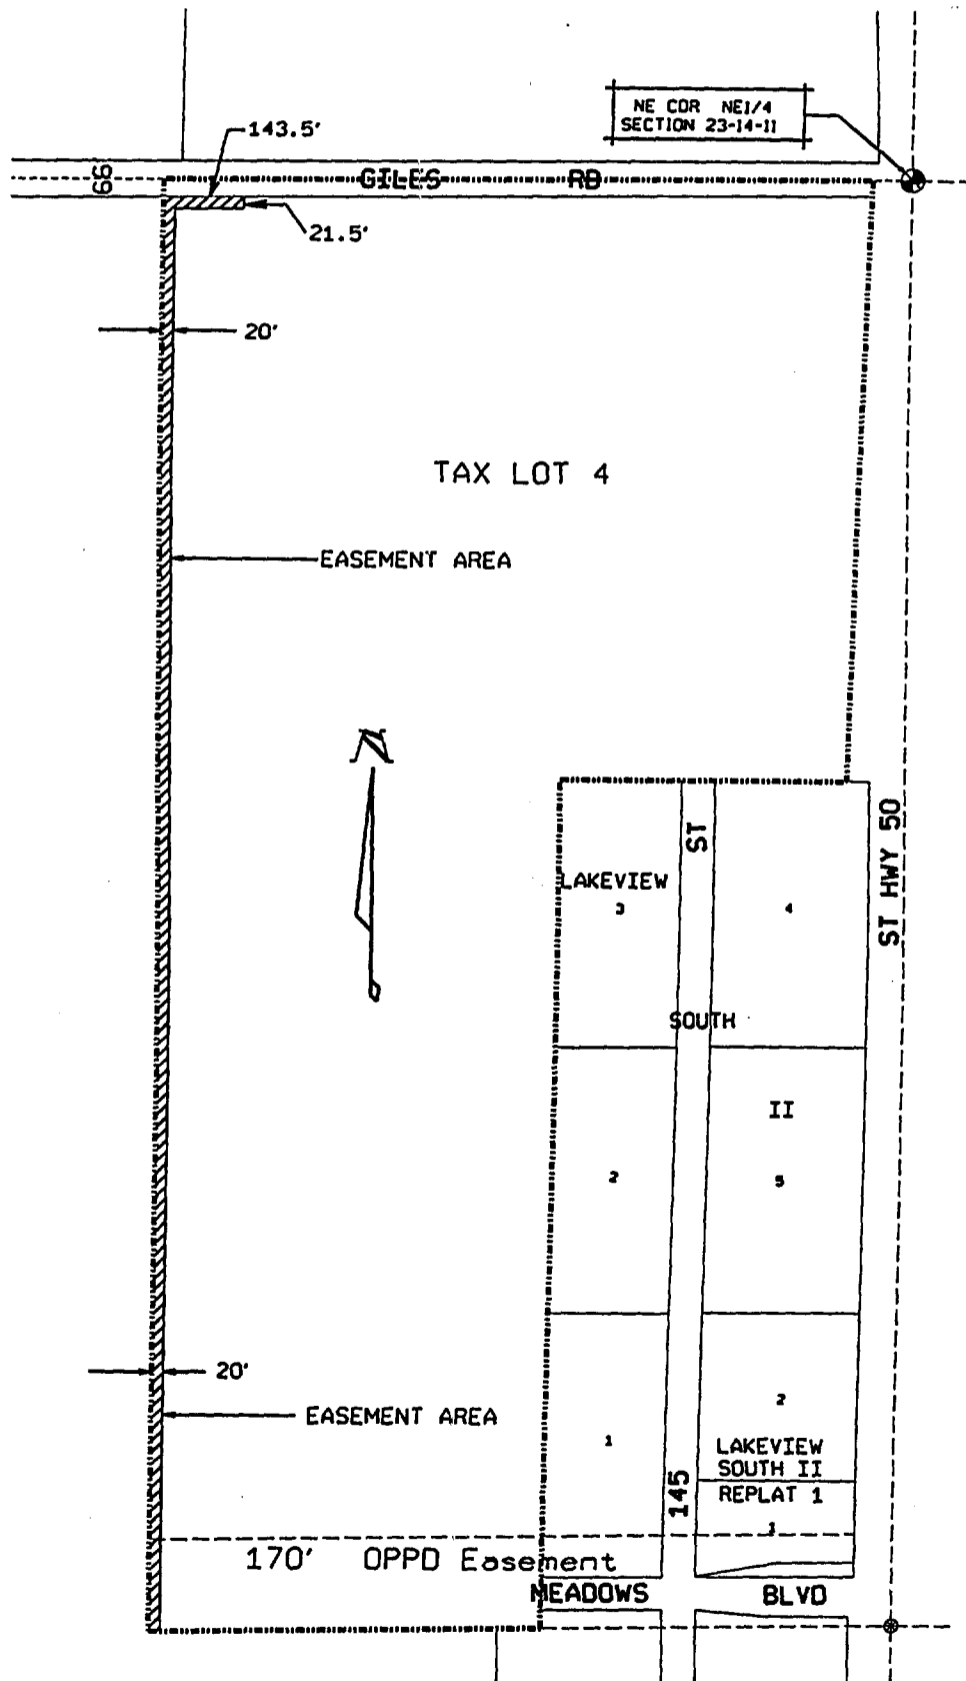 NE COR NE1/4
SECTION 23-14-11
143.5'
66
GILES RD
21.5'
20'
TAX LOT 4
EASEMENT AREA
N
ST
ST HWY 50
LAKEVIEW
3
4
SOUTH
II
2
5
20'
2
EASEMENT AREA
1
LAKEVIEW
SOUTH II
145
REPLAT 1
1
170' OPPD Easement
MEADOWS BLVD